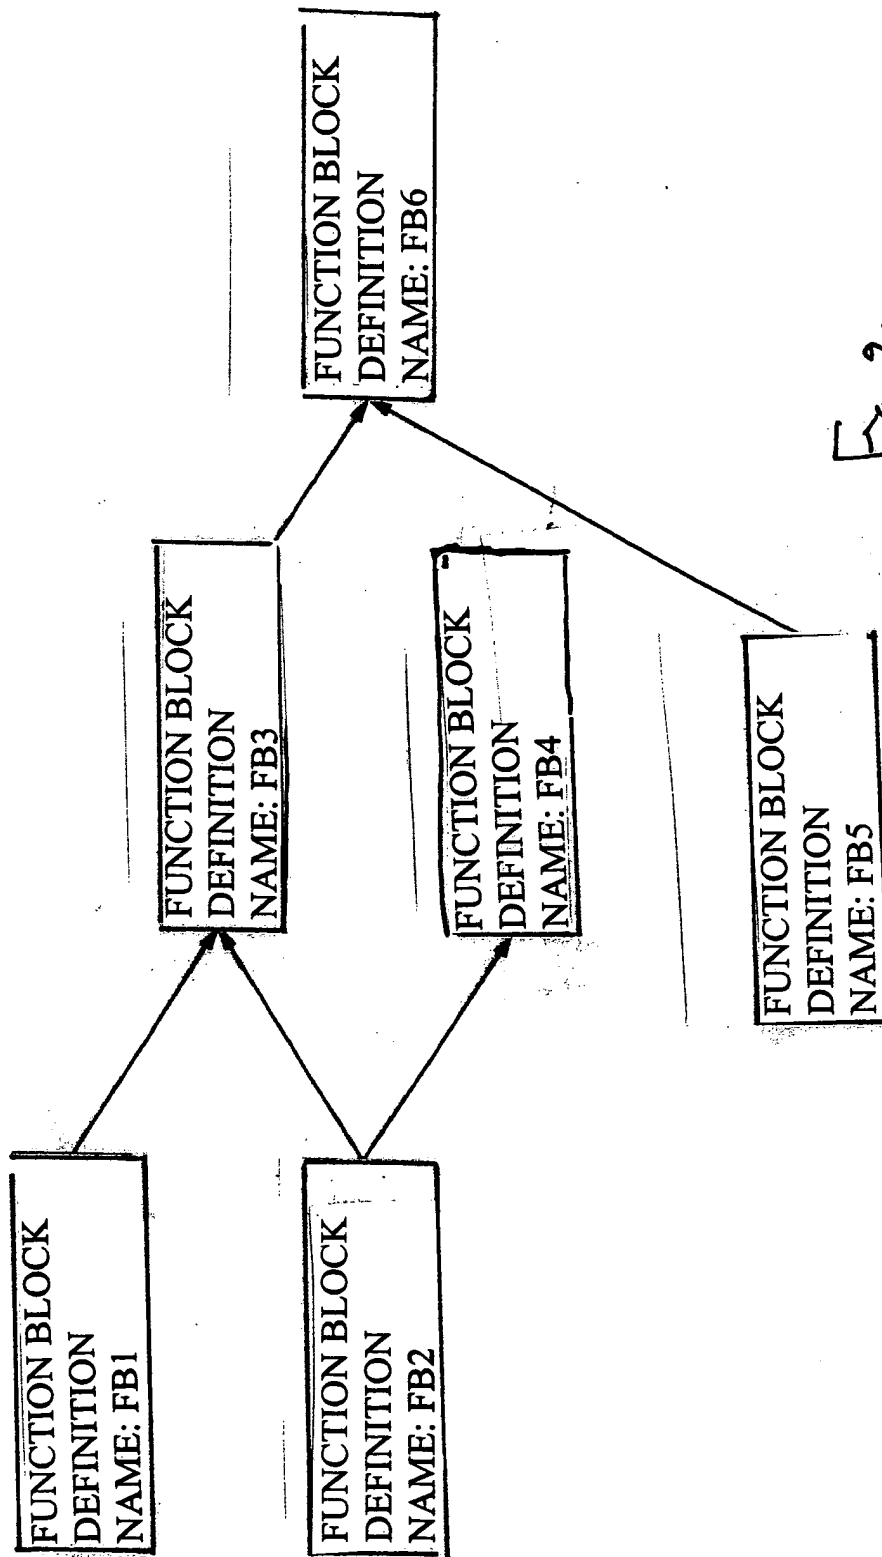 FUNCTION BLOCK
DEFINITION
NAME: FB1
FUNCTION BLOCK
DEFINITION
NAME: FB2
FUNCTION BLOCK
DEFINITION
NAME: FB3
FUNCTION BLOCK
DEFINITION
NAME: FB4
FUNCTION BLOCK
DEFINITION
NAME: FB5
FUNCTION BLOCK
DEFINITION
NAME: FB6